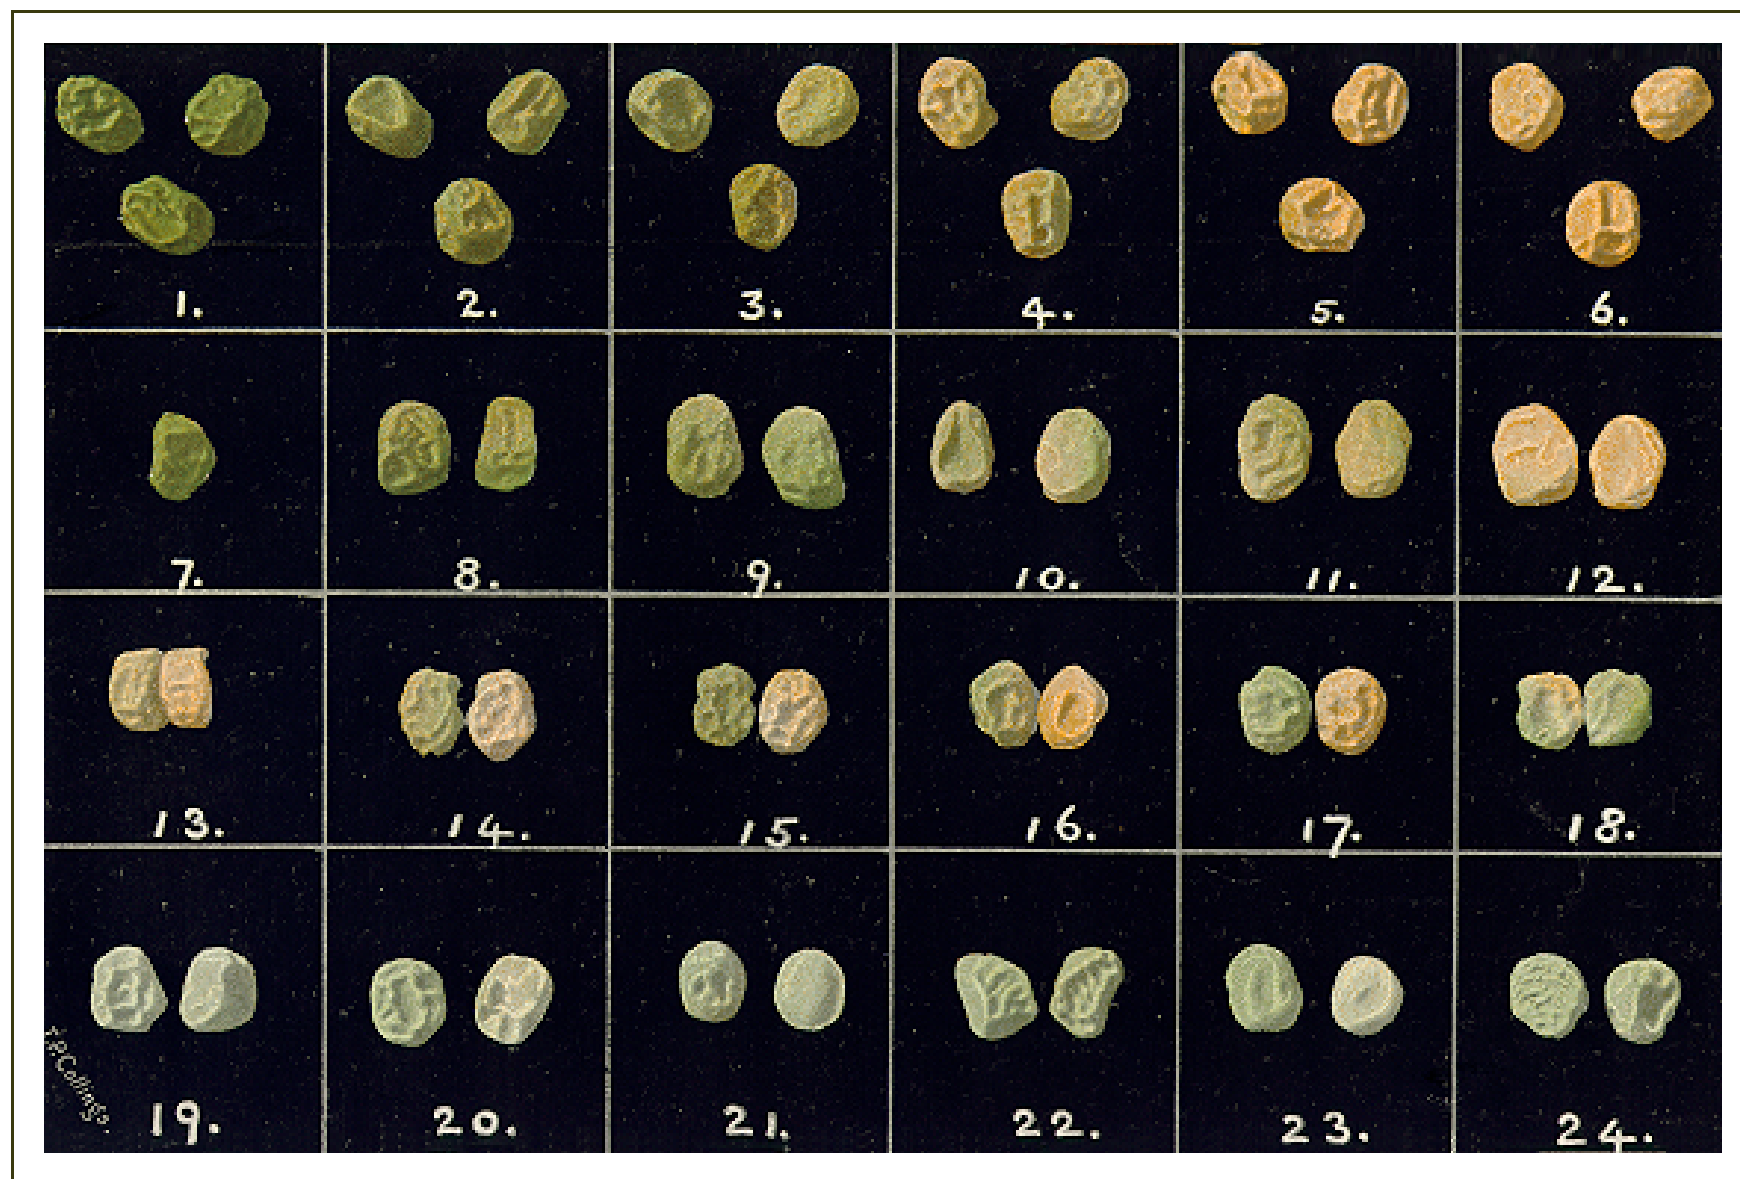 1. 2. 3. 4. 5. 6.
7. 8. 9. 10. 11. 12.
13. 14. 15. 16. 17. 18.
19. 20. 21. 22. 23. 24.
T.P.Collings.